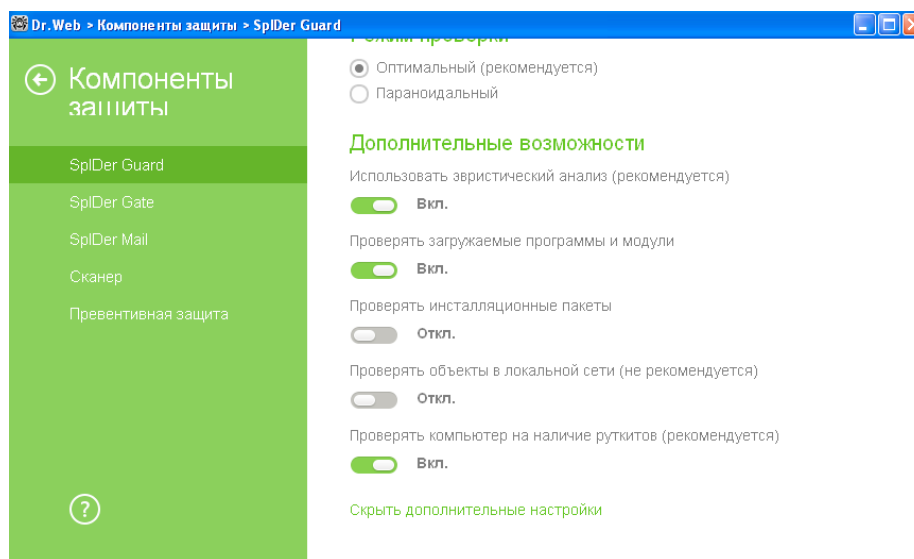 Dr.Web > Компоненты защиты > SpIDer Guard
Компоненты
защиты
SpIDer Guard
SpIDer Gate
SpIDer Mail
Сканер
Превентивная защита
?
Режим проверки
Оптимальный (рекомендуется)
Параноидальный
Дополнительные возможности
Использовать эвристический анализ (рекомендуется)
Вкл.
Проверять загружаемые программы и модули
Вкл.
Проверять инсталляционные пакеты
Откл.
Проверять объекты в локальной сети (не рекомендуется)
Откл.
Проверять компьютер на наличие руткитов (рекомендуется)
Вкл.
Скрыть дополнительные настройки